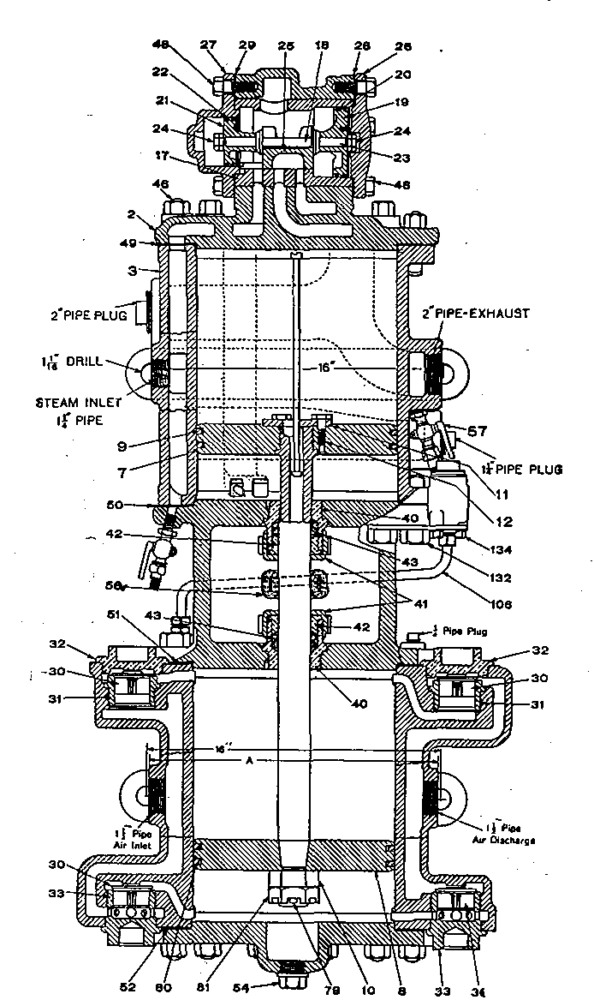 48 27 29 25 18 28 26
22 20
21 19
24 24
23
17
46 48
2
49
3
2" PIPE PLUG
2" PIPE-EXHAUST
1 1/16" DRILL
16"
STEAM INLET
1 1/4" PIPE
9
57
7
1 1/2" PIPE PLUG
11
50
40
12
42
43
134
132
56
41
106
51
43
42
1/4 Pipe Plug
32 32
30 30
31 31
40
16"
A
1 1/2" Pipe
Air Inlet
1 1/2" Pipe
Air Discharge
30
33
52 80 81 54 79 10 8 33 34